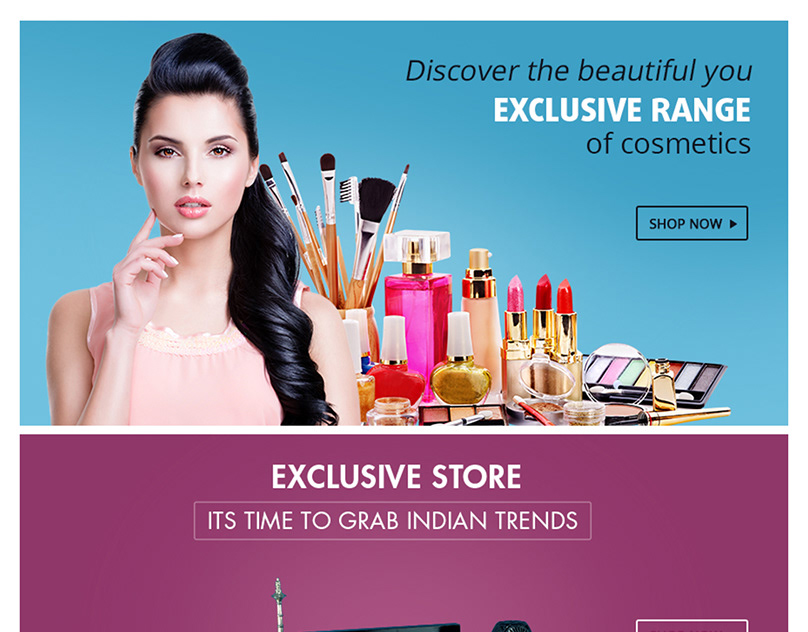 Discover the beautiful you
EXCLUSIVE RANGE
of cosmetics
SHOP NOW
EXCLUSIVE STORE
ITS TIME TO GRAB INDIAN TRENDS